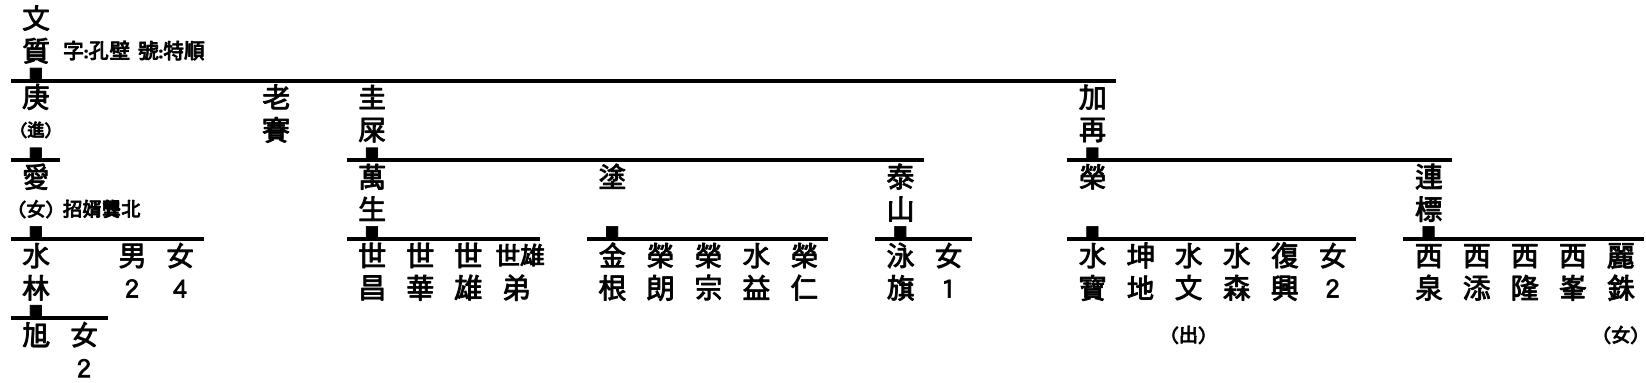 文質 字:孔壁 號:特順
庚(進) 老賽 圭屎 加再
愛(女) 招婿龔北 萬生 塗 泰山 榮 連標
水林 男2 女4 世昌 世華 世雄 世雄弟 金根 榮朗 榮宗 水益 榮仁 泳旗 女1 水寶 坤地 水文(出) 水森 復興 女2 西泉 西添 西隆 西峯 麗銖(女)
旭 女2